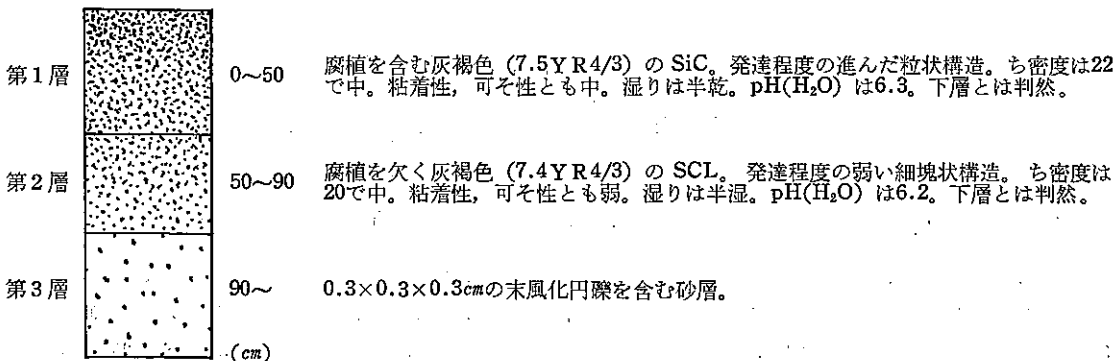 第1層 0~50 腐植を含む灰褐色 (7.5YR4/3) の SiC。発達程度の進んだ粒状構造。ち密度は22
で中。粘着性,可そ性とも中。湿りは半乾。pH(H₂O) は6.3。下層とは判然。
第2層 50~90 腐植を欠く灰褐色 (7.4YR4/3) の SCL。発達程度の弱い細塊状構造。ち密度は
20で中。粘着性,可そ性とも弱。湿りは半湿。pH(H₂O) は6.2。下層とは判然。
第3層 90~ 0.3×0.3×0.3cmの末風化円礫を含む砂層。
(cm)